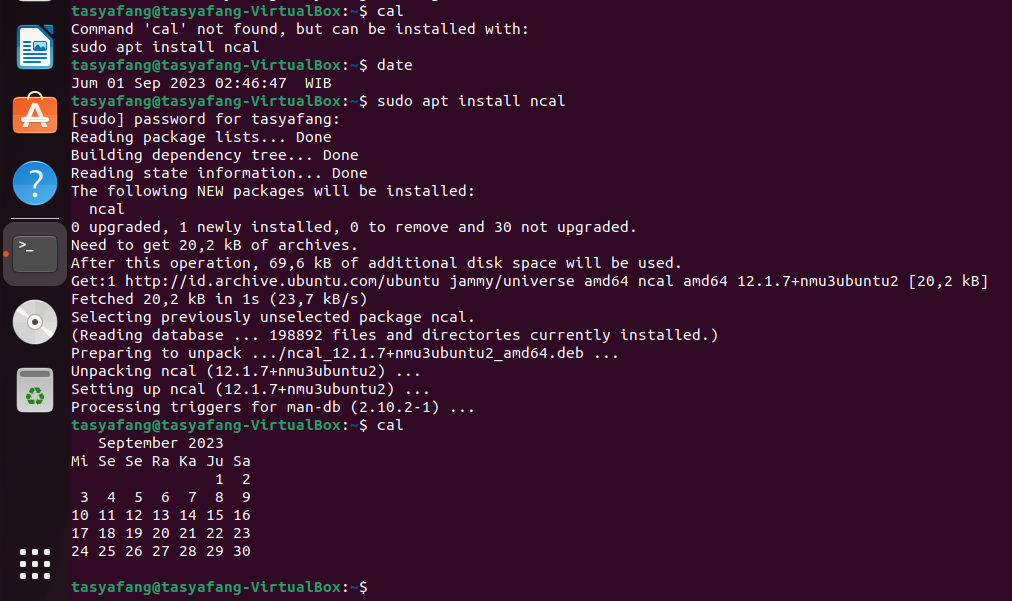 tasyafang@tasyafang-VirtualBox:~$ cal
Command 'cal' not found, but can be installed with:
sudo apt install ncal
tasyafang@tasyafang-VirtualBox:~$ date
Jum 01 Sep 2023 02:46:47  WIB
tasyafang@tasyafang-VirtualBox:~$ sudo apt install ncal
[sudo] password for tasyafang:
Reading package lists... Done
Building dependency tree... Done
Reading state information... Done
The following NEW packages will be installed:
  ncal
0 upgraded, 1 newly installed, 0 to remove and 30 not upgraded.
Need to get 20,2 kB of archives.
After this operation, 69,6 kB of additional disk space will be used.
Get:1 http://id.archive.ubuntu.com/ubuntu jammy/universe amd64 ncal amd64 12.1.7+nmu3ubuntu2 [20,2 kB]
Fetched 20,2 kB in 1s (23,7 kB/s)
Selecting previously unselected package ncal.
(Reading database ... 198892 files and directories currently installed.)
Preparing to unpack .../ncal_12.1.7+nmu3ubuntu2_amd64.deb ...
Unpacking ncal (12.1.7+nmu3ubuntu2) ...
Setting up ncal (12.1.7+nmu3ubuntu2) ...
Processing triggers for man-db (2.10.2-1) ...
tasyafang@tasyafang-VirtualBox:~$ cal
   September 2023
Mi Se Se Ra Ka Ju Sa
                1  2
 3  4  5  6  7  8  9
10 11 12 13 14 15 16
17 18 19 20 21 22 23
24 25 26 27 28 29 30
tasyafang@tasyafang-VirtualBox:~$